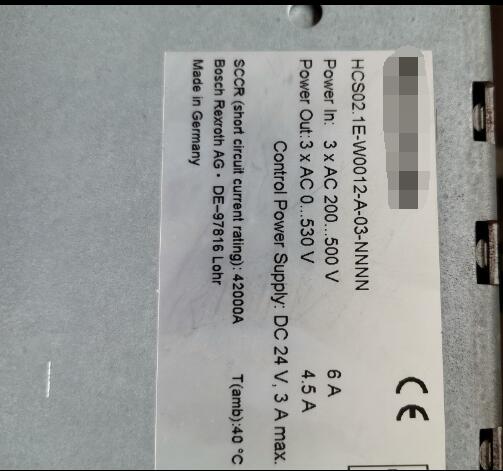 HCS02.1E-W0012-A-03-NNNN
Power In: 3 x AC 200...500 V 6 A
Power Out: 3 x AC 0...530 V 4.5 A
Control Power Supply: DC 24 V, 3 A max.
SCCR (short circuit current rating): 42000A T(amb):40 °C
Bosch Rexroth AG • DE-97816 Lohr
Made in Germany
CE